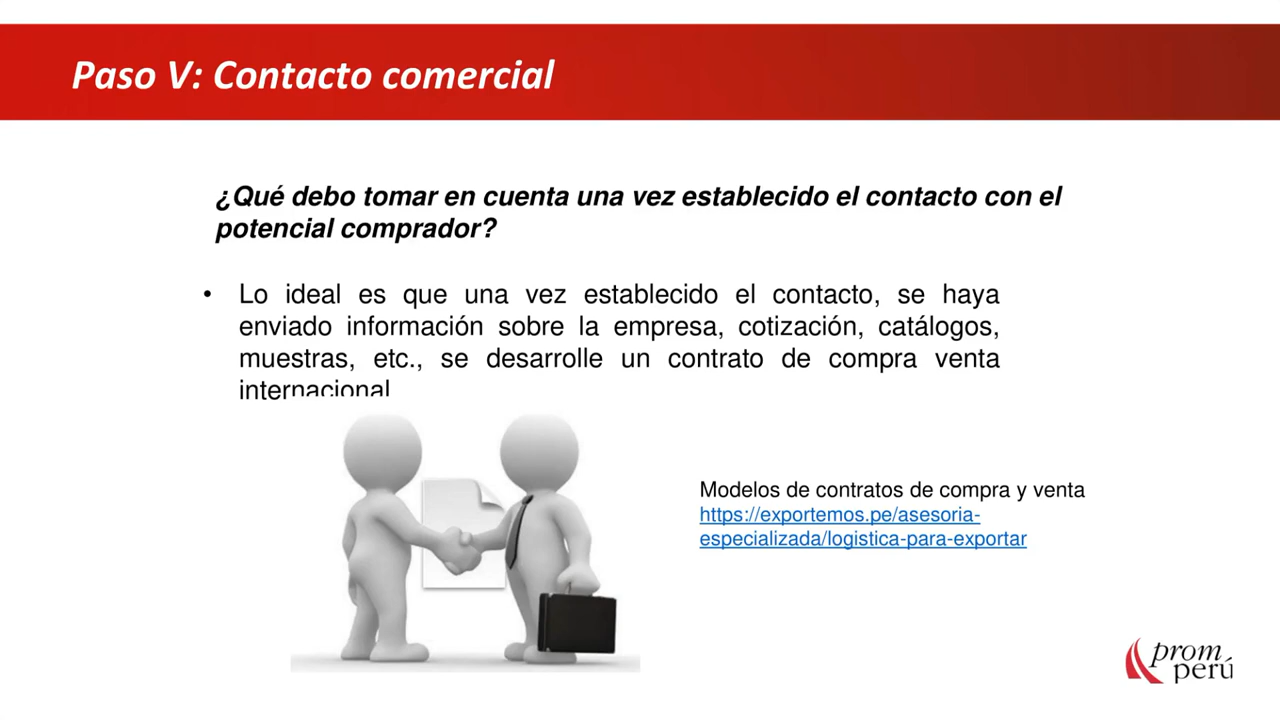 Paso V: Contacto comercial
¿Qué debo tomar en cuenta una vez establecido el contacto con el
potencial comprador?
• Lo ideal es que una vez establecido el contacto, se haya
enviado información sobre la empresa, cotización, catálogos,
muestras, etc., se desarrolle un contrato de compra venta
internacional
Modelos de contratos de compra y venta
https://exportemos.pe/asesoria-
especializada/logistica-para-exportar
prom
perú